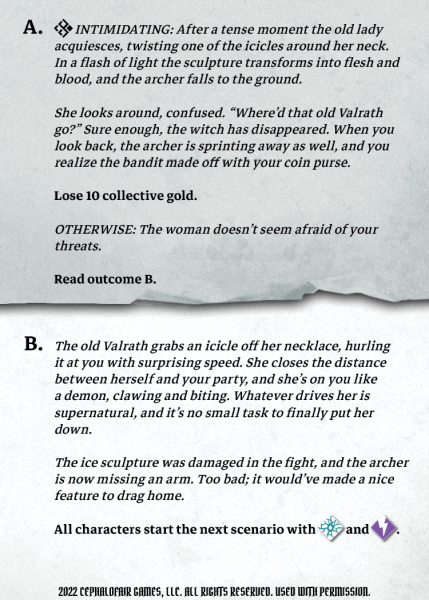 A. INTIMIDATING: After a tense moment the old lady
acquiesces, twisting one of the icicles around her neck.
In a flash of light the sculpture transforms into flesh and
blood, and the archer falls to the ground.
She looks around, confused. “Where’d that old Valrath
go?” Sure enough, the witch has disappeared. When you
look back, the archer is sprinting away as well, and you
realize the bandit made off with your coin purse.
Lose 10 collective gold.
OTHERWISE: The woman doesn’t seem afraid of your
threats.
Read outcome B.
B. The old Valrath grabs an icicle off her necklace, hurling
it at you with surprising speed. She closes the distance
between herself and your party, and she’s on you like
a demon, clawing and biting. Whatever drives her is
supernatural, and it’s no small task to finally put her
down.
The ice sculpture was damaged in the fight, and the archer
is now missing an arm. Too bad; it would’ve made a nice
feature to drag home.
All characters start the next scenario with and .
2022 CEPHALOFAIR GAMES, LLC. ALL RIGHTS RESERVED. USED WITH PERMISSION.